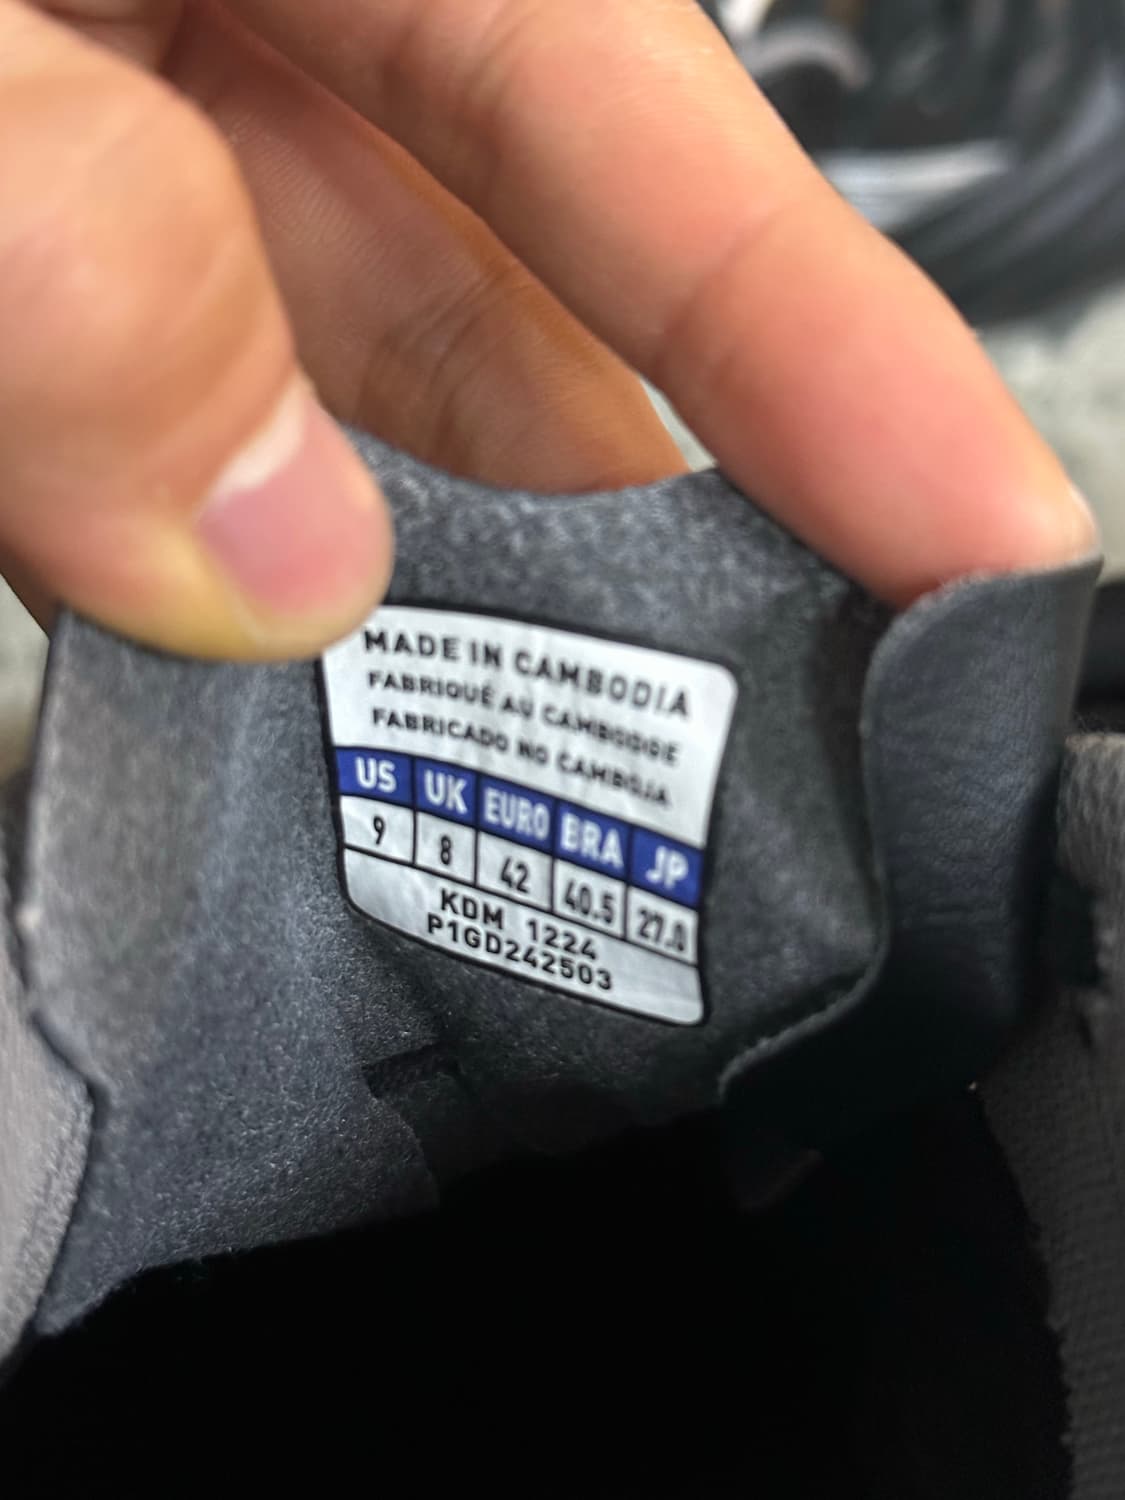 MADE IN CAMBODIA
FABRIQUÉ AU CAMBODGE
FABRICADO NO CAMBOJA
US UK EURO BRA JP
9 8 42 40.5 27.0
KDM 1224
P1GD242503